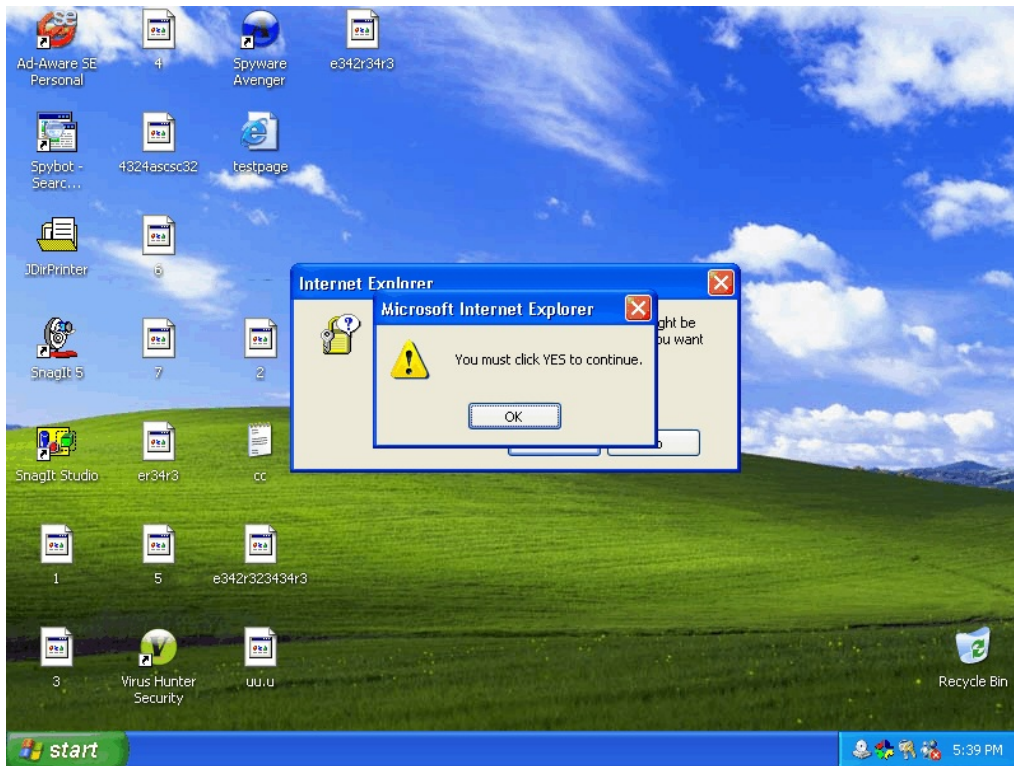 Ad-Aware SE
Personal
4
Spyware
Avenger
e342r34r3
Spybot -
Searc...
4324ascsc32
testpage
JDirPrinter
6
SnagIt 5
7
2
SnagIt Studio
er34r3
cc
1
5
e342r323434r3
3
Virus Hunter
Security
uu.u
Recycle Bin
Internet Explorer
ght be
ou want
Microsoft Internet Explorer
You must click YES to continue.
OK
start
5:39 PM